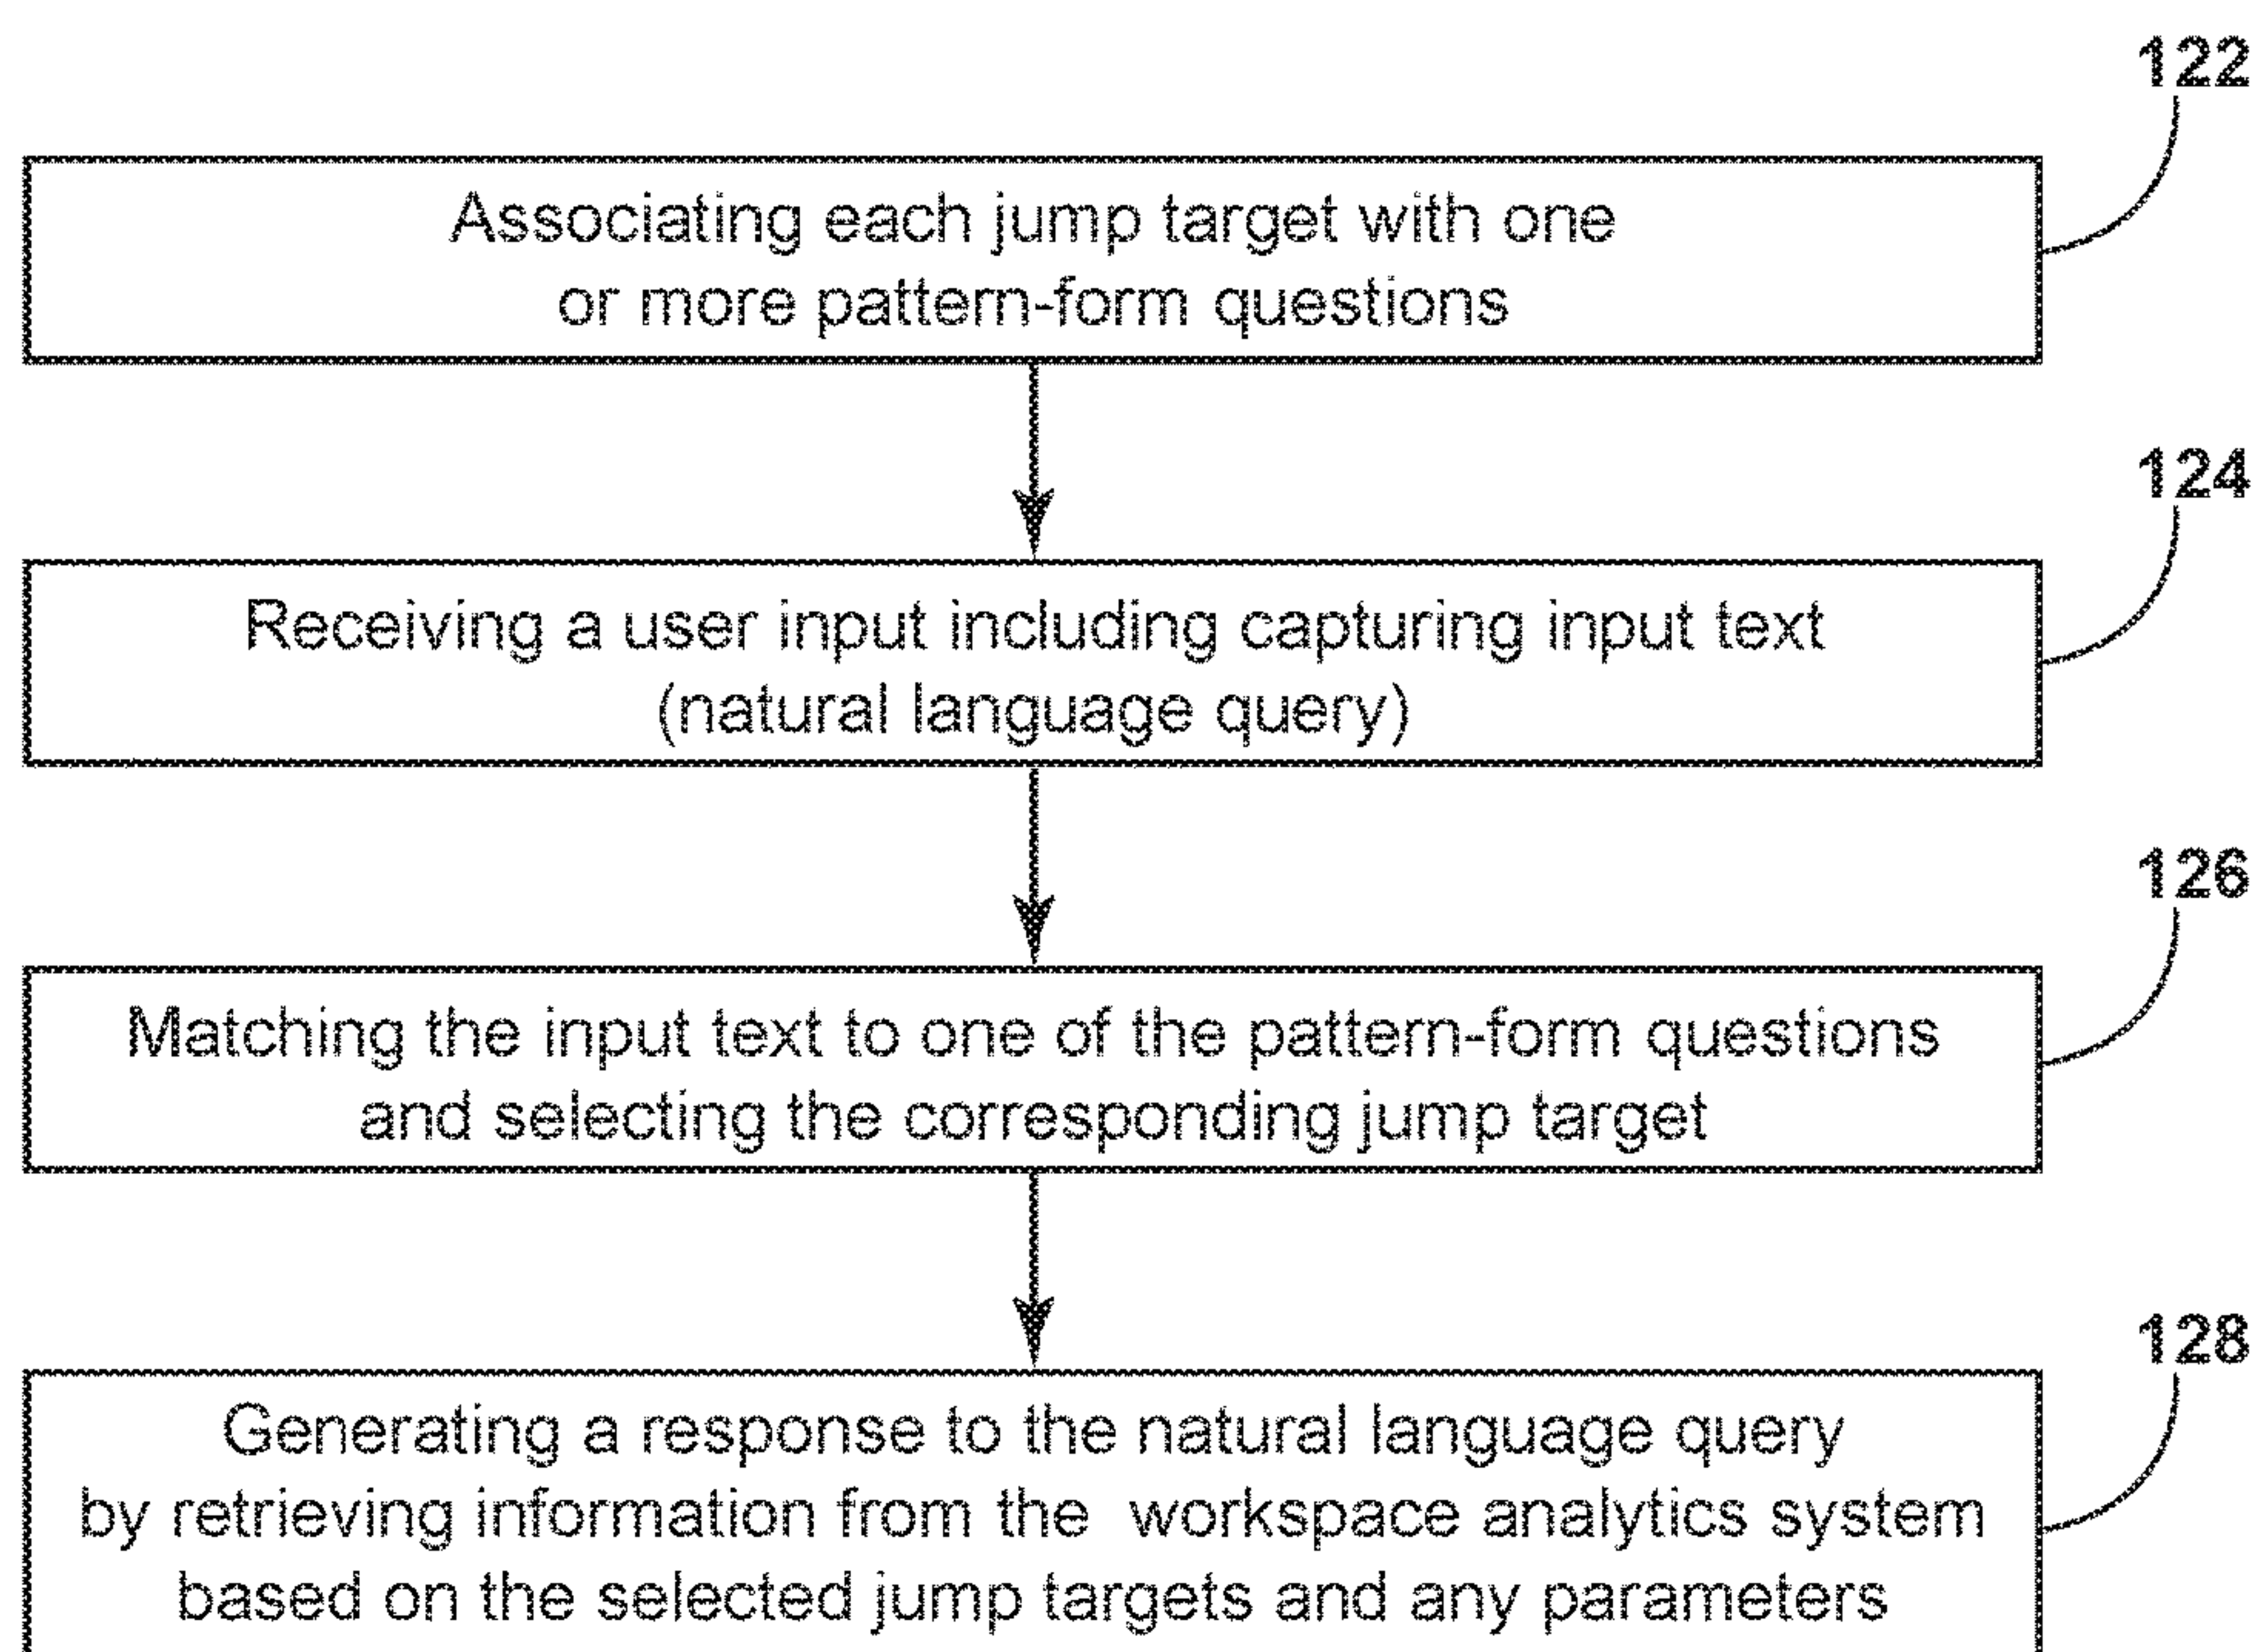 122
Associating each jump target with one
or more pattern-form questions
124
Receiving a user input including capturing input text
(natural language query)
126
Matching the input text to one of the pattern-form questions
and selecting the corresponding jump target
128
Generating a response to the natural language query
by retrieving information from the workspace analytics system
based on the selected jump targets and any parameters